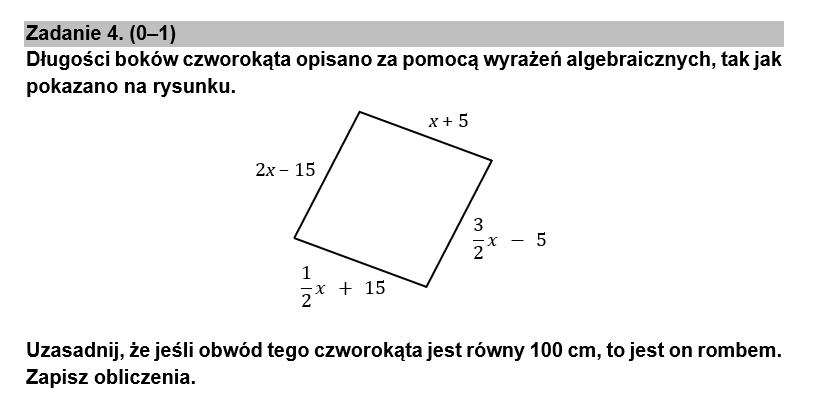 Zadanie 4. (0–1)
Długości boków czworokąta opisano za pomocą wyrażeń algebraicznych, tak jak
pokazano na rysunku.
x + 5
2x – 15
3/2 x – 5
1/2 x + 15
Uzasadnij, że jeśli obwód tego czworokąta jest równy 100 cm, to jest on rombem.
Zapisz obliczenia.